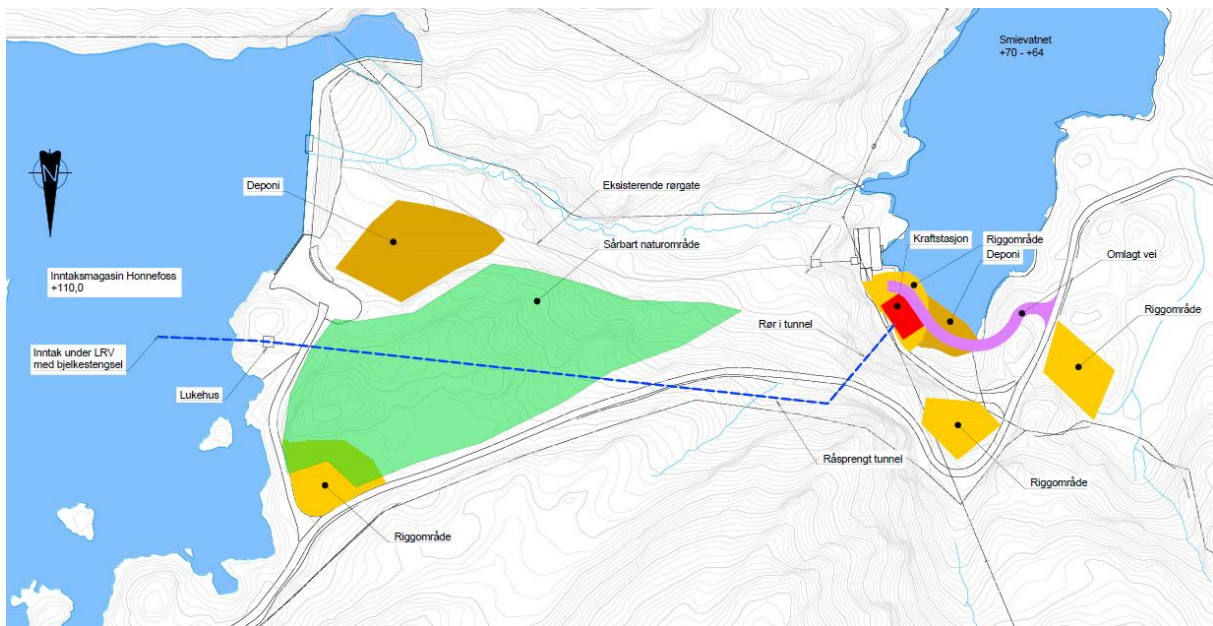 Smievatnet
+70 - +64
N
Deponi
Eksisterende rørgate
Sårbart naturområde
Kraftstasjon
Riggområde
Deponi
Omlagt vei
Inntaksmagasin Honnefoss
+110,0
Riggområde
Rør i tunnel
Inntak under LRV
med bjelkestengsel
Lukehus
Råsprengt tunnel
Riggområde
Riggområde